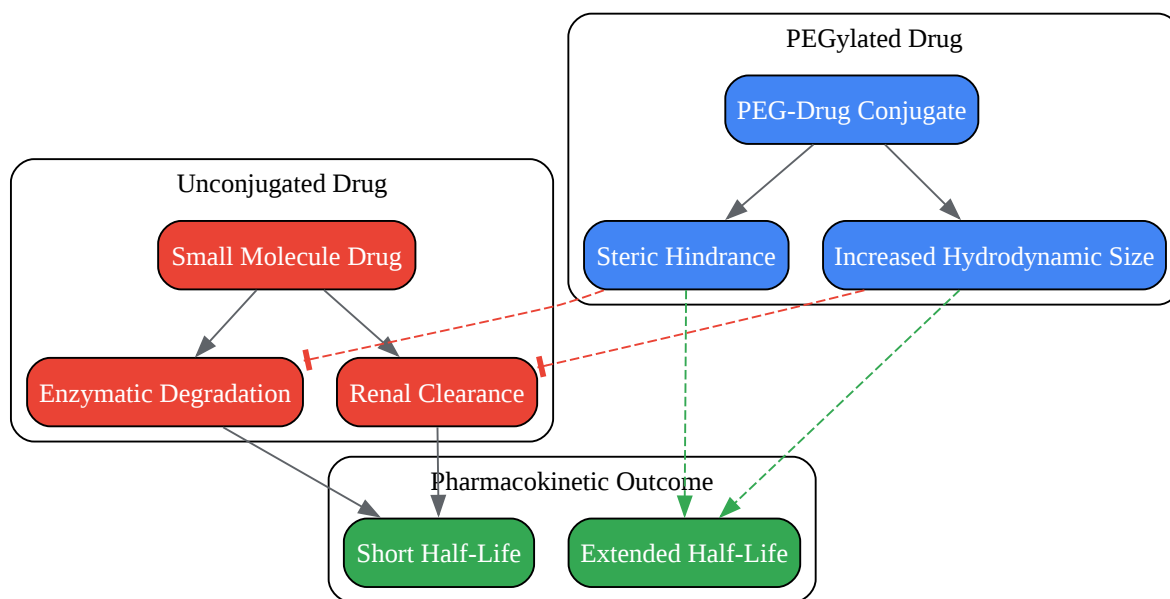 PEGylated Drug
PEG-Drug Conjugate
Unconjugated Drug
Small Molecule Drug
Steric Hindrance
Increased Hydrodynamic Size
Enzymatic Degradation
Renal Clearance
Pharmacokinetic Outcome
Short Half-Life
Extended Half-Life